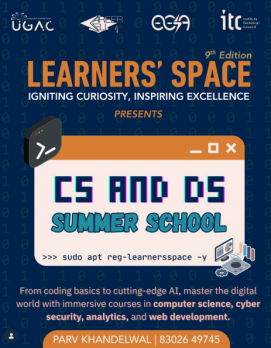 UGAC
itc
Institute
Technical
Council
9th Edition
LEARNERS' SPACE
IGNITING CURIOSITY, INSPIRING EXCELLENCE
PRESENTS
CS AND DS
SUMMER SCHOOL
>>> sudo apt reg-learnersspace -y
From coding basics to cutting-edge AI, master the digital
world with immersive courses in computer science, cyber
security, analytics, and web development.
PARV KHANDELWAL | 83026 49745